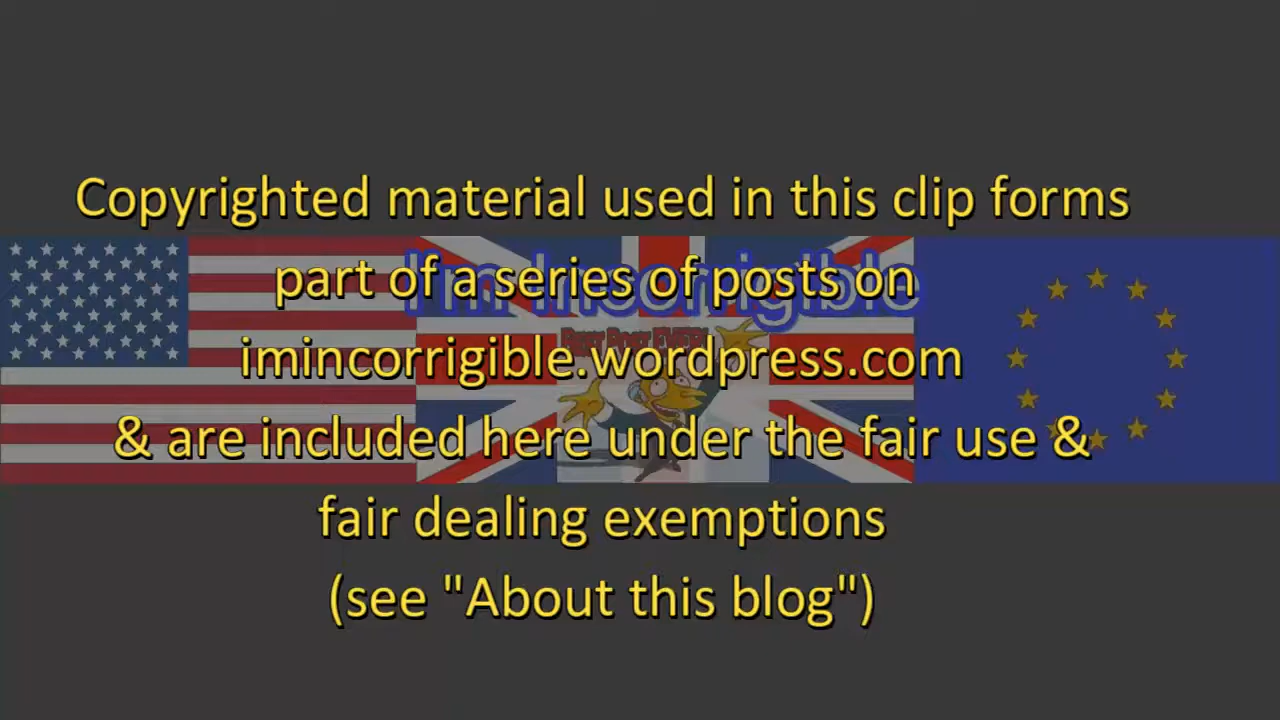 Copyrighted material used in this clip forms
I'm Incorrigible
part of a series of posts on
imincorrigible.wordpress.com
& are included here under the fair use &
fair dealing exemptions
(see "About this blog")